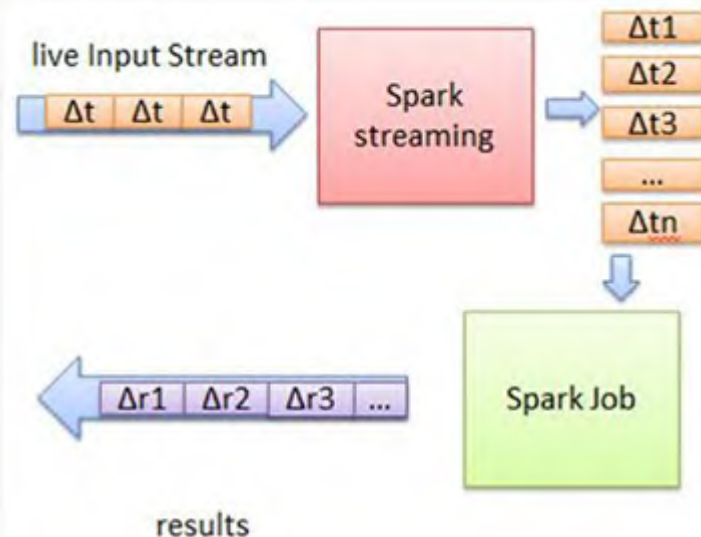 live Input Stream
Δt Δt Δt
Spark
streaming
Δt1
Δt2
Δt3
...
Δtn
Spark Job
Δr1 Δr2 Δr3 ...
results